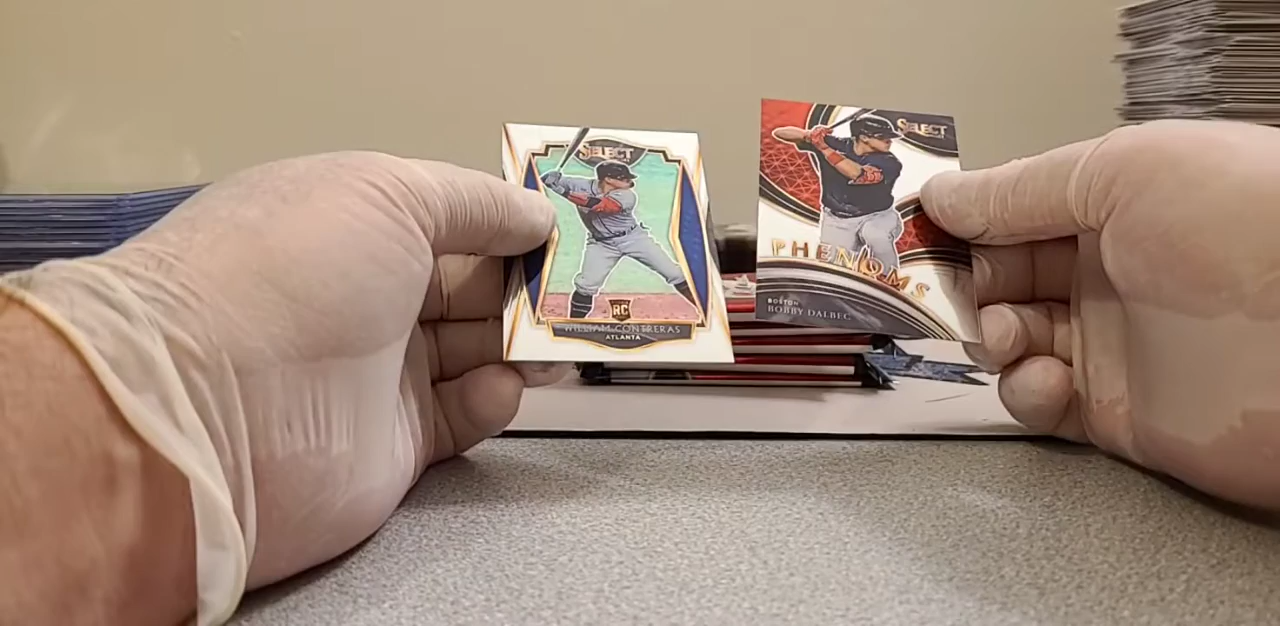 SELECT
RC
WILLIAM CONTRERAS
ATLANTA
SELECT
PHENOMS
BOSTON
BOBBY DALBEC